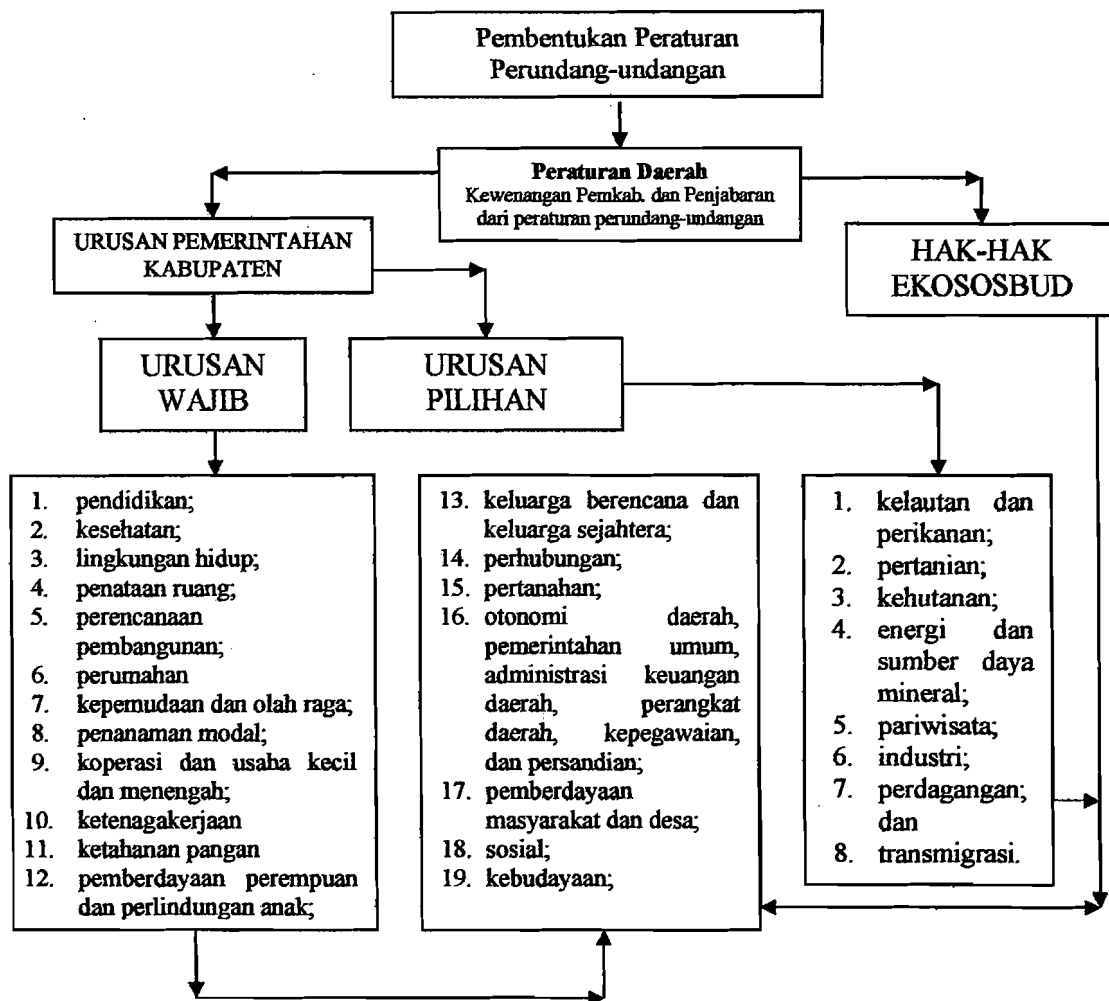 Pembentukan Peraturan
Perundang-undangan
Peraturan Daerah
Kewenangan Pemkab. dan Penjabaran
dari peraturan perundang-undangan
URUSAN PEMERINTAHAN
KABUPATEN
HAK-HAK
EKOSOSBUD
URUSAN
WAJIB
URUSAN
PILIHAN
1. pendidikan;
2. kesehatan;
3. lingkungan hidup;
4. penataan ruang;
5. perencanaan
pembangunan;
6. perumahan
7. kepemudaan dan olah raga;
8. penanaman modal;
9. koperasi dan usaha kecil
dan menengah;
10. ketenagakerjaan
11. ketahanan pangan
12. pemberdayaan perempuan
dan perlindungan anak;
13. keluarga berencana dan
keluarga sejahtera;
14. perhubungan;
15. pertanahan;
16. otonomi daerah,
pemerintahan umum,
administrasi keuangan
daerah, perangkat
daerah, kepegawaian,
dan persandian;
17. pemberdayaan
masyarakat dan desa;
18. sosial;
19. kebudayaan;
1. kelautan dan
perikanan;
2. pertanian;
3. kehutanan;
4. energi dan
sumber daya
mineral;
5. pariwisata;
6. industri;
7. perdagangan;
dan
8. transmigrasi.